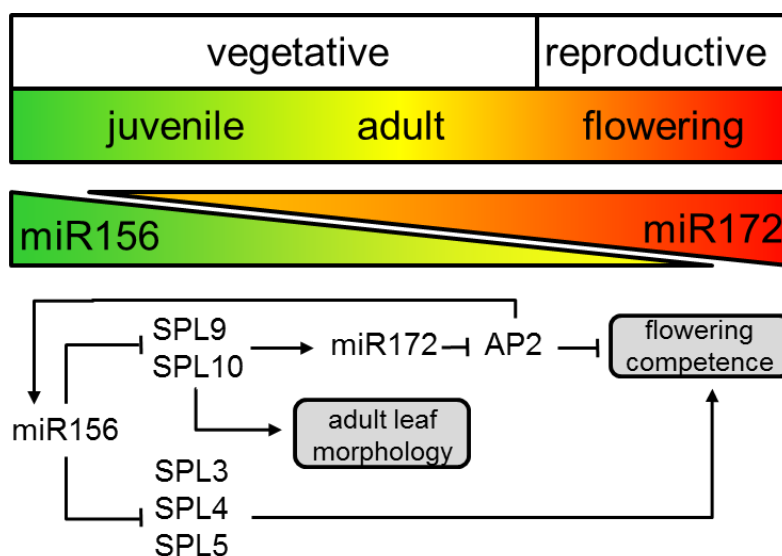 vegetative reproductive
juvenile adult flowering
miR156 miR172
SPL9
SPL10
miR172 AP2
flowering
competence
miR156
adult leaf
morphology
SPL3
SPL4
SPL5